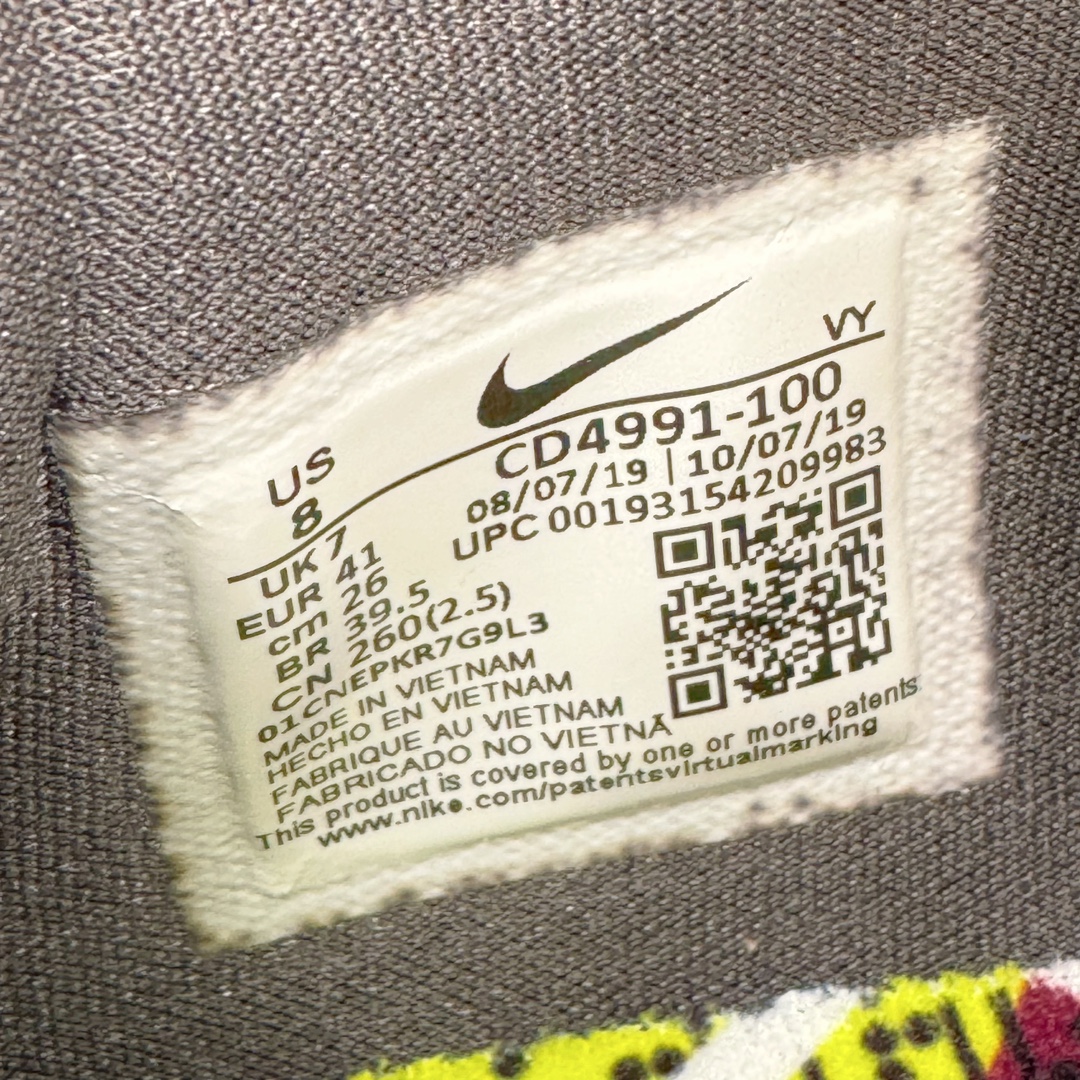 VY
CD4991-100
08/07/19 | 10/07/19
UPC 00193154209983
US
8
UK 7
EUR 41
cm 26
BR 39.5
CN 260(2.5)
01CNEPKR7G9L3
MADE IN VIETNAM
HECHO EN VIETNAM
FABRIQUE AU VIETNAM
FABRICADO NO VIETNÃ
This product is covered by one or more patents
www.nike.com/patentsvirtualmarking